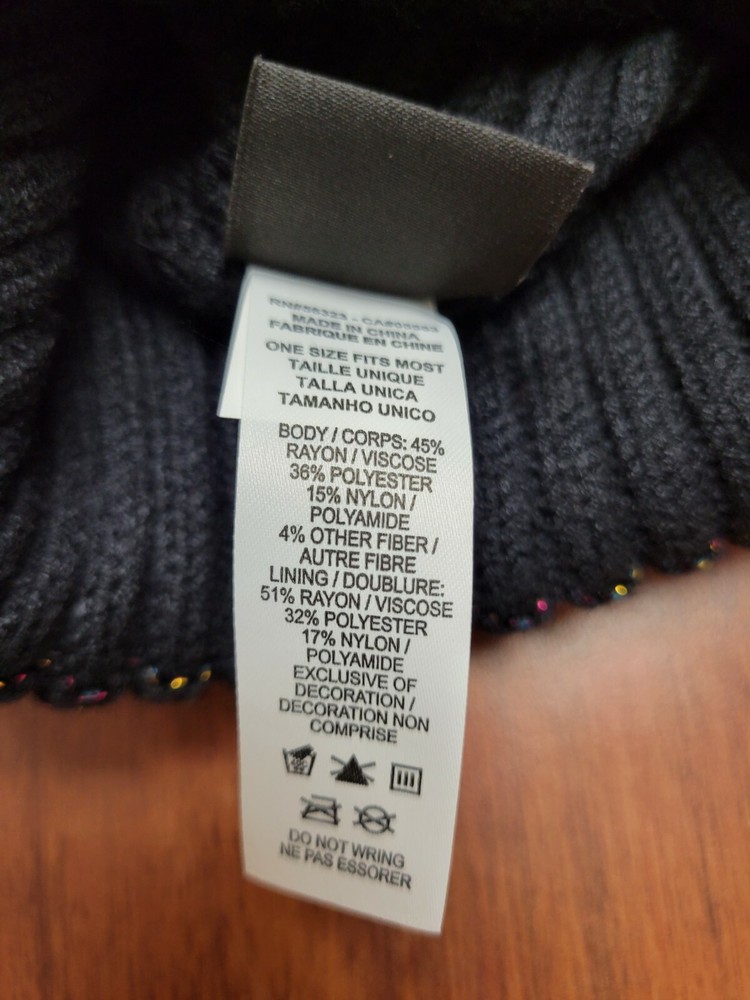 MADE IN CHINA
FABRIQUE EN CHINE
ONE SIZE FITS MOST
TAILLE UNIQUE
TALLA UNICA
TAMANHO UNICO
BODY / CORPS: 45%
RAYON / VISCOSE
36% POLYESTER
15% NYLON /
POLYAMIDE
4% OTHER FIBER /
AUTRE FIBRE
LINING / DOUBLURE:
51% RAYON / VISCOSE
32% POLYESTER
17% NYLON /
POLYAMIDE
EXCLUSIVE OF
DECORATION /
DECORATION NON
COMPRISE
DO NOT WRING
NE PAS ESSORER